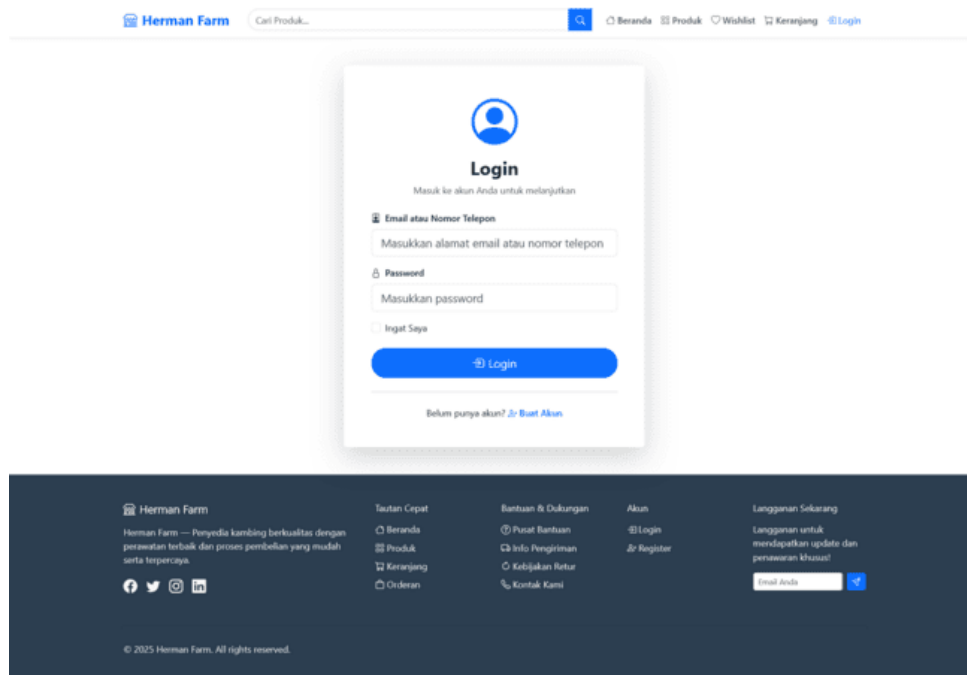 Herman Farm
Cari Produk...
Beranda
Produk
Wishlist
Keranjang
Login
Login
Masuk ke akun Anda untuk melanjutkan
Email atau Nomor Telepon
Masukkan alamat email atau nomor telepon
Password
Masukkan password
Ingat Saya
Login
Belum punya akun? Buat Akun
Herman Farm
Herman Farm — Penyedia kambing berkualitas dengan
perawatan terbaik dan proses pembelian yang mudah
serta terpercaya.
Tautan Cepat
Beranda
Produk
Keranjang
Orderan
Bantuan & Dukungan
Pusat Bantuan
Info Pengiriman
Kebijakan Retur
Kontak Kami
Akun
Login
Register
Langganan Sekarang
Langganan untuk
mendapatkan update dan
penawaran khusus!
Email Anda
© 2025 Herman Farm. All rights reserved.